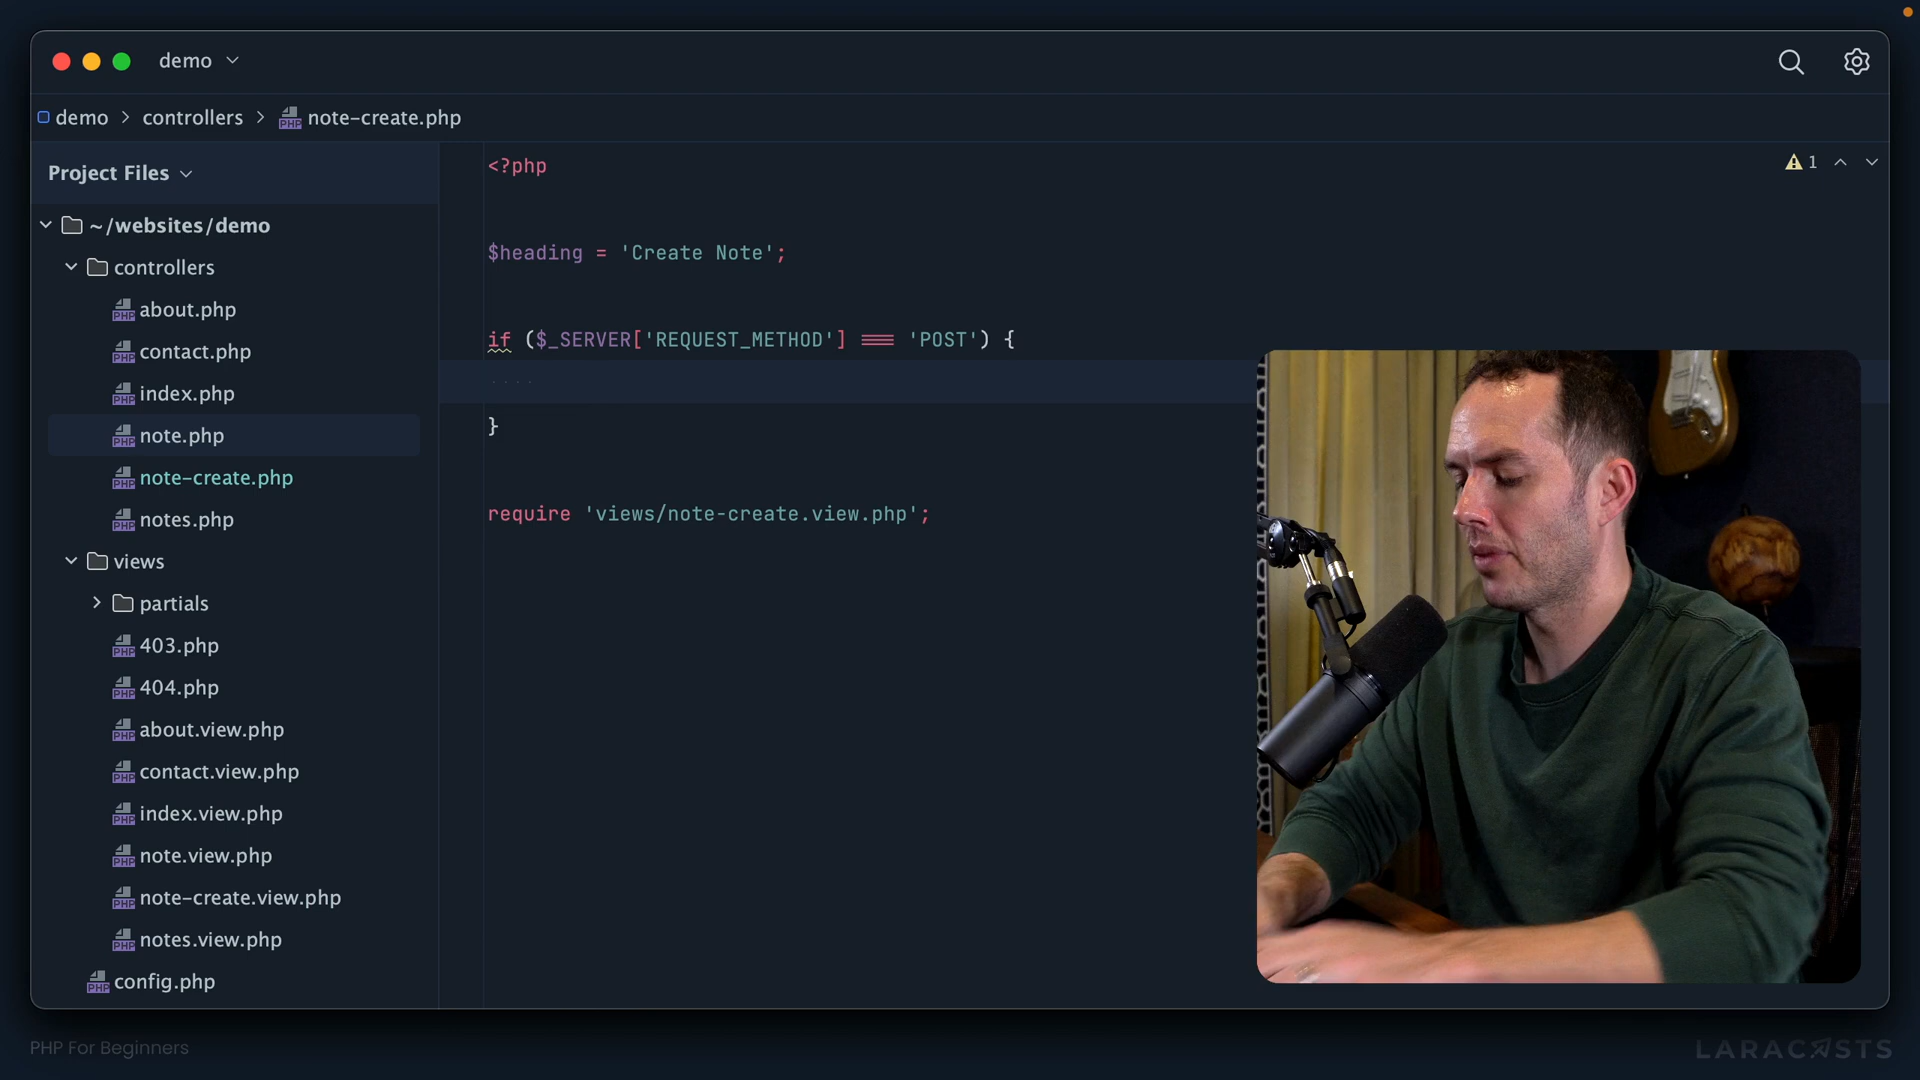 demo
demo > controllers > note-create.php
Project Files
~/websites/demo
controllers
about.php
contact.php
index.php
note.php
note-create.php
notes.php
views
partials
403.php
404.php
about.view.php
contact.view.php
index.view.php
note.view.php
note-create.view.php
notes.view.php
config.php
1
<?php
$heading = 'Create Note';
if ($_SERVER['REQUEST_METHOD'] === 'POST') {
}
require 'views/note-create.view.php';
PHP For Beginners
LARACASTS